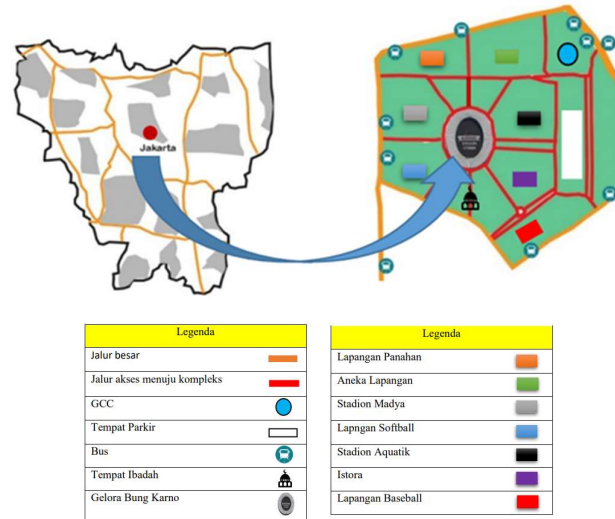 Jakarta
Legenda
Jalur besar
Jalur akses menuju kompleks
GCC
Tempat Parkir
Bus
Tempat Ibadah
Gelora Bung Karno
Legenda
Lapangan Panahan
Aneka Lapangan
Stadion Madya
Lapngan Softball
Stadion Aquatik
Istora
Lapangan Baseball